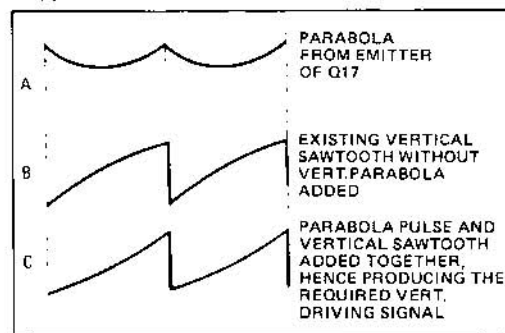 PARABOLA
FROM EMITTER
OF Q17
A
EXISTING VERTICAL
SAWTOOTH WITHOUT
VERT.PARABOLA
ADDED
B
PARABOLA PULSE AND
VERTICAL SAWTOOTH
ADDED TOGETHER,
HENCE PRODUCING THE
REQUIRED VERT.
DRIVING SIGNAL
C